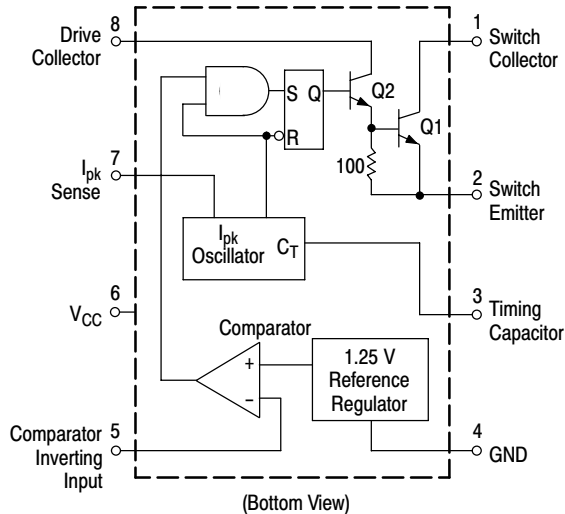 8
Drive
Collector
1
Switch
Collector
S
Q
R
Q2
Q1
100
7
Ipk
Sense
2
Switch
Emitter
Ipk
Oscillator
CT
6
VCC
3
Timing
Capacitor
Comparator
+
−
1.25 V
Reference
Regulator
5
Comparator
Inverting
Input
4
GND
(Bottom View)